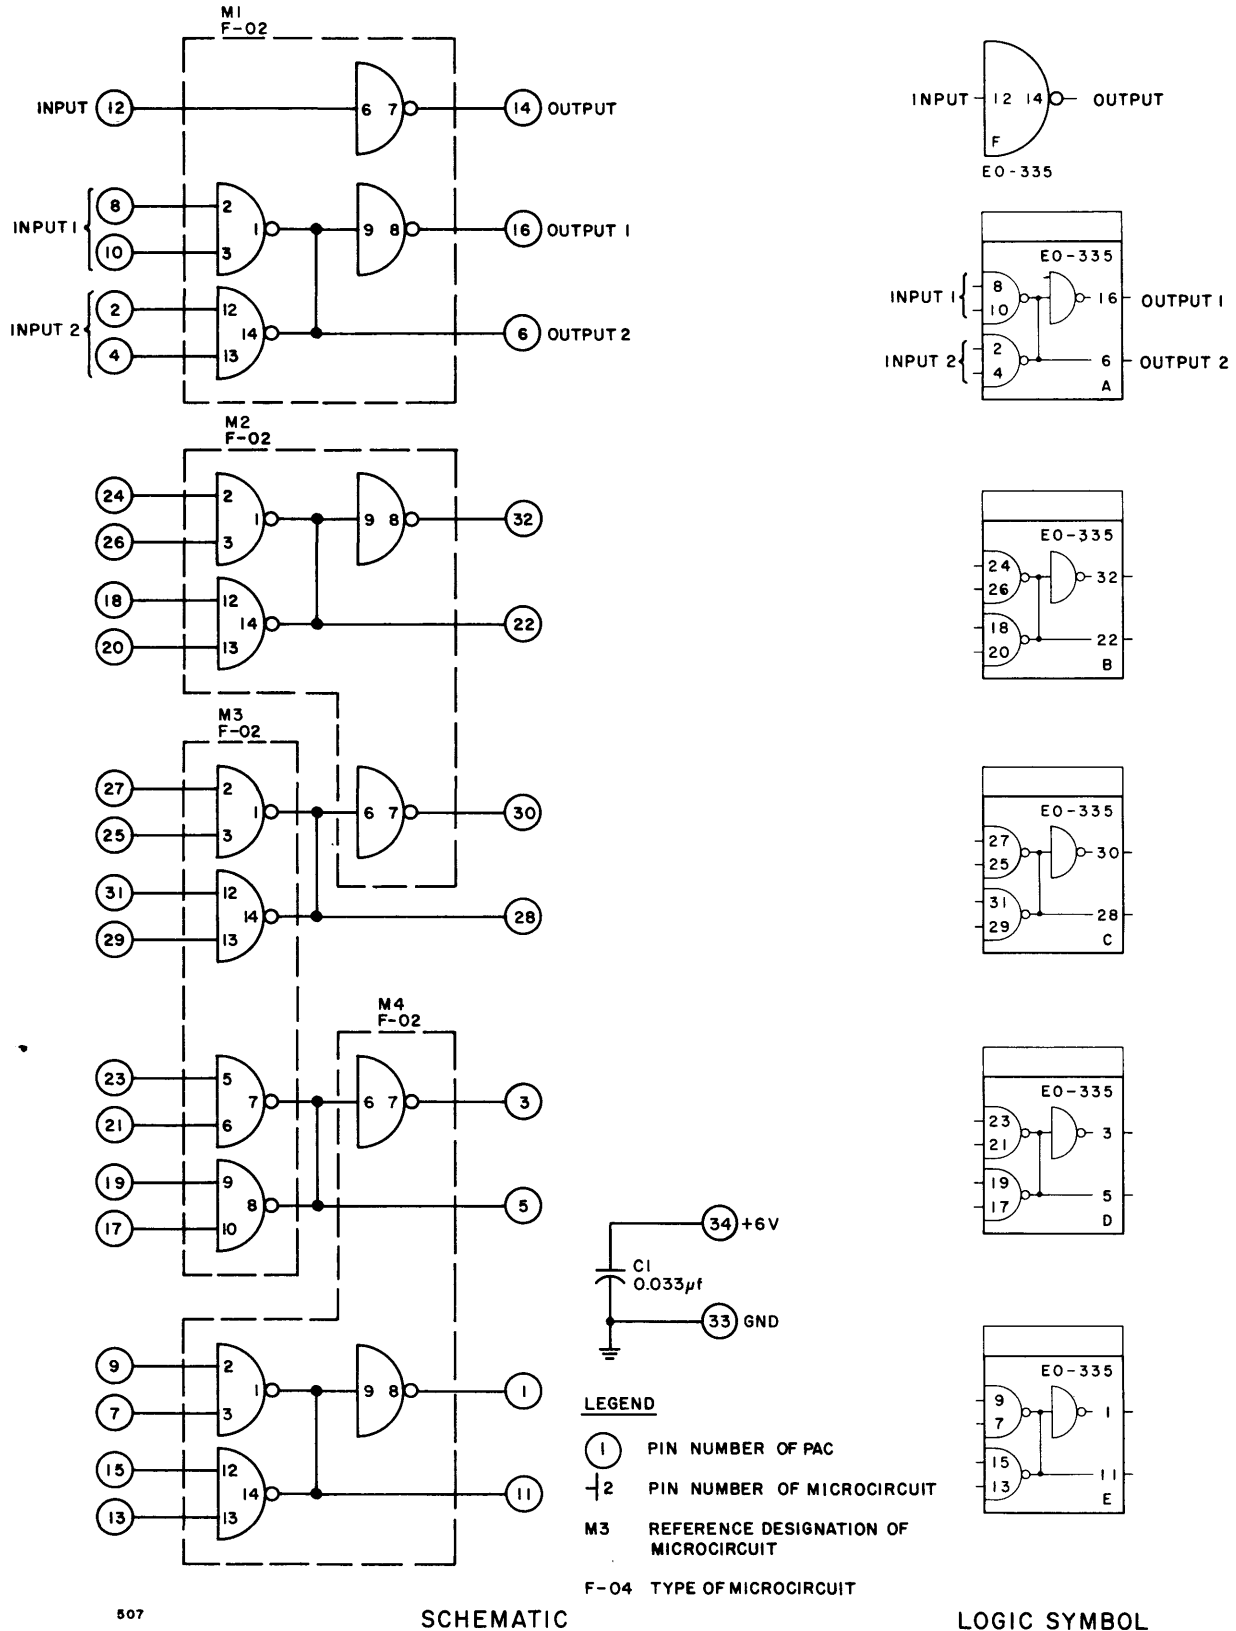 M1
F-02
INPUT 12 6 7 14 OUTPUT
INPUT 1 8 2 1 9 8 16 OUTPUT 1
10 3
INPUT 2 2 12 14 6 OUTPUT 2
4 13
M2
F-02
24 2 1 9 8 32
26 3
18 12 14 22
20 13
M3
F-02
27 2 1 6 7 30
25 3
31 12 14 28
29 13
M4
F-02
23 5 7 6 7 3
21 6
19 9 8 5
17 10
9 2 1 9 8 1
7 3
15 12 14 11
13 13
34 +6V
C1
0.033µf
33 GND
LEGEND
1 PIN NUMBER OF PAC
2 PIN NUMBER OF MICROCIRCUIT
M3 REFERENCE DESIGNATION OF
MICROCIRCUIT
F-04 TYPE OF MICROCIRCUIT
INPUT 12 14 OUTPUT
F
EO-335
EO-335
INPUT 1 8 16 OUTPUT 1
10
INPUT 2 2 6 OUTPUT 2
4 A
EO-335
24 32
26
18 22
20 B
EO-335
27 30
25
31 28
29 C
EO-335
23 3
21
19 5
17 D
EO-335
9 1
7
15 11
13 E
507
SCHEMATIC
LOGIC SYMBOL